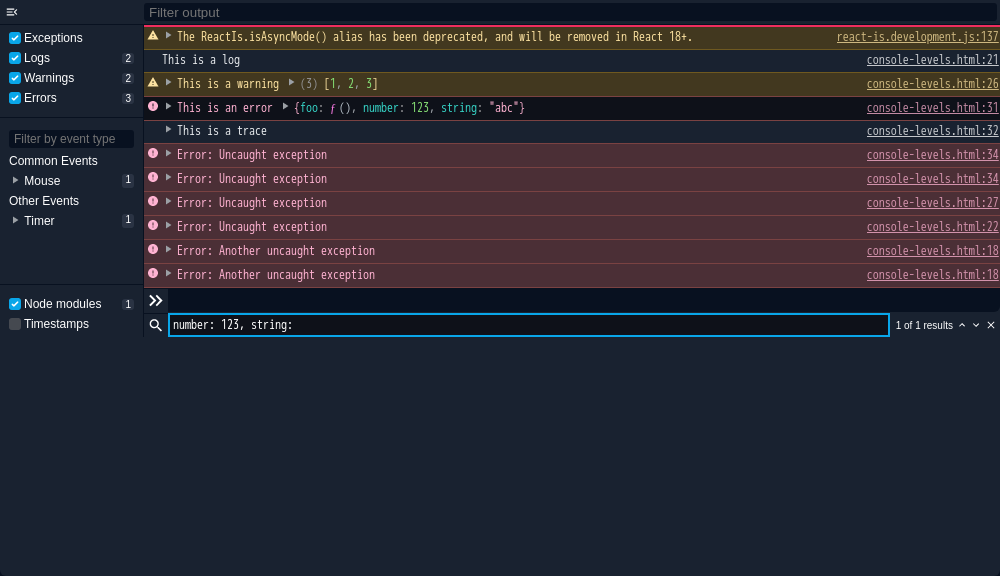 Filter output
Exceptions
Logs 2
Warnings 2
Errors 3
Filter by event type
Common Events
Mouse 1
Other Events
Timer 1
Node modules 1
Timestamps
The ReactIs.isAsyncMode() alias has been deprecated, and will be removed in React 18+. react-is.development.js:137
This is a log console-levels.html:21
This is a warning (3) [1, 2, 3] console-levels.html:26
This is an error {foo: ƒ (), number: 123, string: "abc"} console-levels.html:31
This is a trace console-levels.html:32
Error: Uncaught exception console-levels.html:34
Error: Uncaught exception console-levels.html:34
Error: Uncaught exception console-levels.html:27
Error: Uncaught exception console-levels.html:22
Error: Another uncaught exception console-levels.html:18
Error: Another uncaught exception console-levels.html:18
number: 123, string: 1 of 1 results